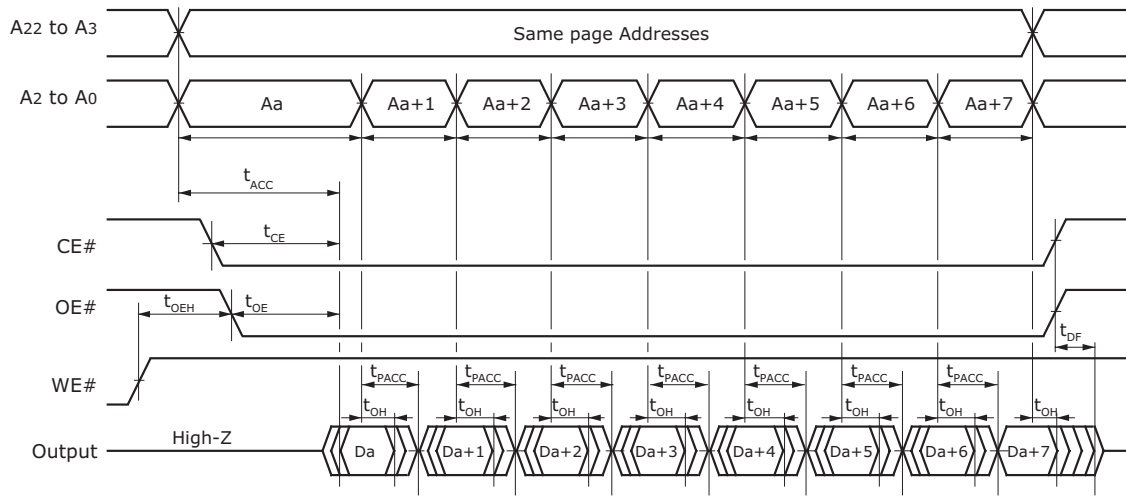 A22 to A3
Same page Addresses
A2 to A0
Aa
Aa+1
Aa+2
Aa+3
Aa+4
Aa+5
Aa+6
Aa+7
tACC
CE#
tCE
OE#
tOEH
tOE
tDF
WE#
tPACC
tPACC
tPACC
tPACC
tPACC
tPACC
tPACC
tOH
tOH
tOH
tOH
tOH
tOH
tOH
tOH
Output
High-Z
Da
Da+1
Da+2
Da+3
Da+4
Da+5
Da+6
Da+7